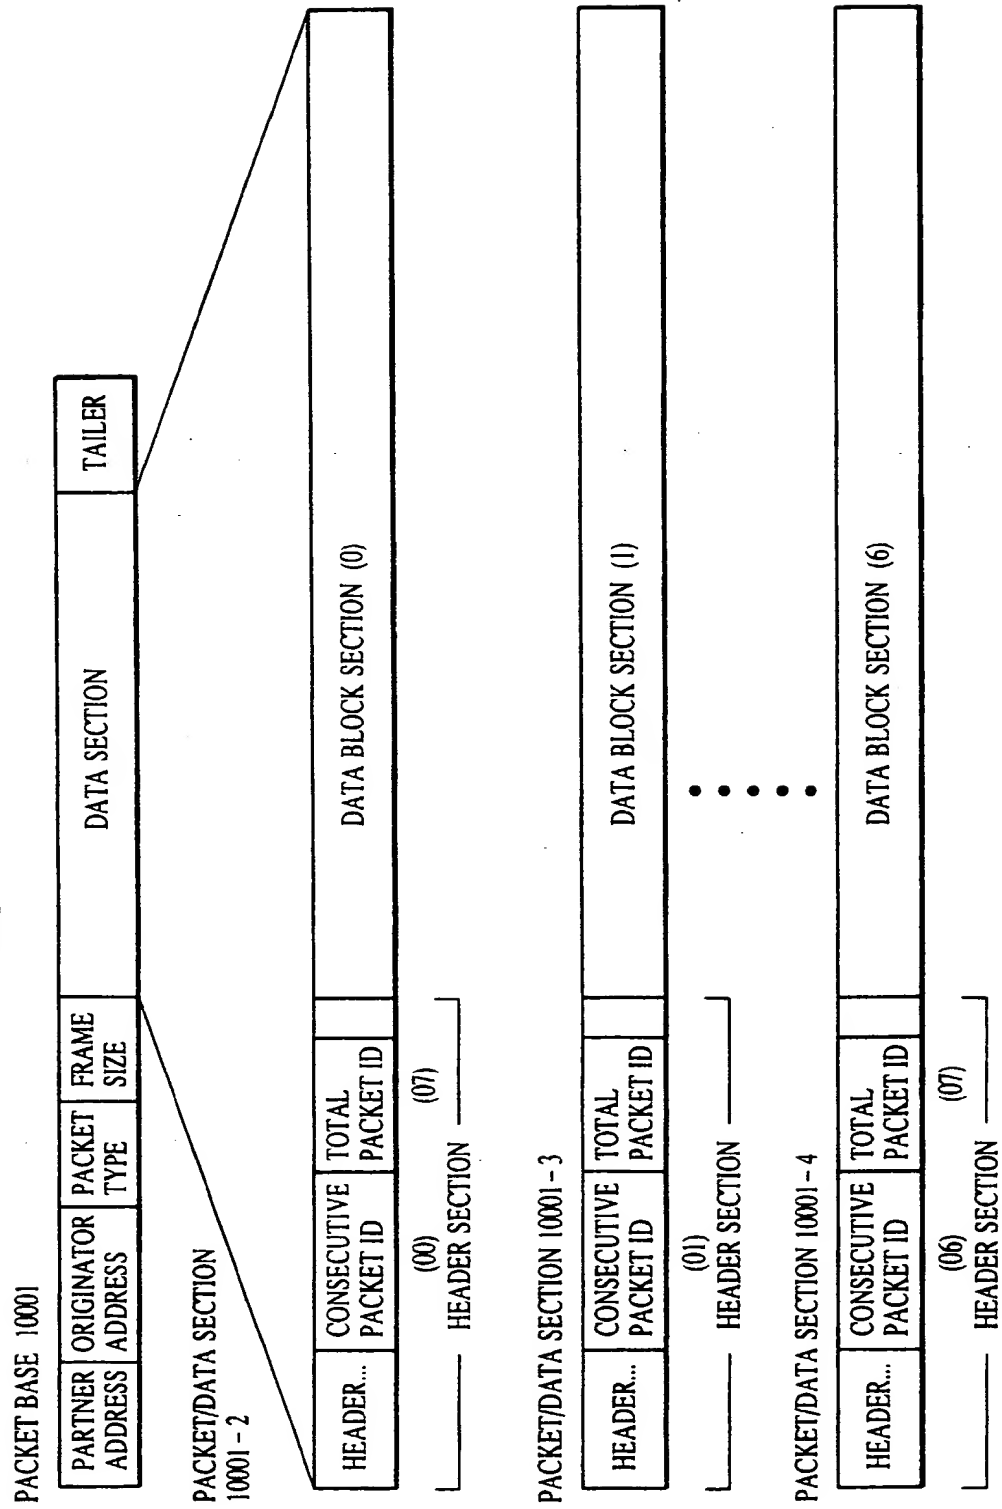 PACKET BASE 10001
PARTNER ADDRESS
ORIGINATOR ADDRESS
PACKET TYPE
FRAME SIZE
DATA SECTION
TAILER
PACKET/DATA SECTION
10001-2
HEADER...
CONSECUTIVE PACKET ID
TOTAL PACKET ID
DATA BLOCK SECTION (0)
(00)
(07)
HEADER SECTION
PACKET/DATA SECTION 10001-3
HEADER...
CONSECUTIVE PACKET ID
TOTAL PACKET ID
DATA BLOCK SECTION (1)
(01)
HEADER SECTION
PACKET/DATA SECTION 10001-4
HEADER...
CONSECUTIVE PACKET ID
TOTAL PACKET ID
DATA BLOCK SECTION (6)
(06)
(07)
HEADER SECTION